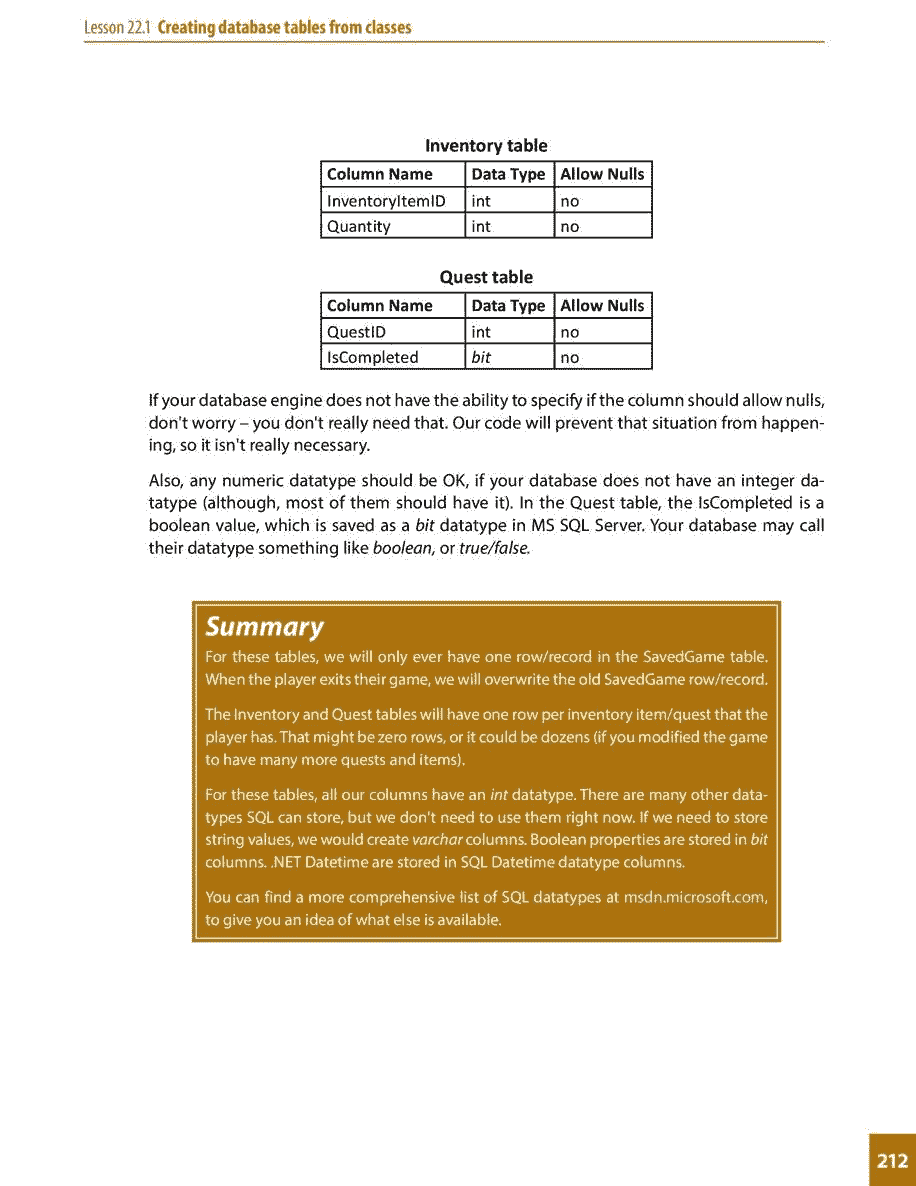 Lesson 22.1 Creating database tables from classes
Inventory table
Column Name Data Type Allow Nulls
InventoryItemID int no
Quantity int no
Quest table
Column Name Data Type Allow Nulls
QuestID int no
IsCompleted bit no
If your database engine does not have the ability to specify if the column should allow nulls,
don't worry – you don't really need that. Our code will prevent that situation from happen-
ing, so it isn't really necessary.
Also, any numeric datatype should be OK, if your database does not have an integer da-
tatype (although, most of them should have it). In the Quest table, the IsCompleted is a
boolean value, which is saved as a bit datatype in MS SQL Server. Your database may call
their datatype something like boolean, or true/false.
Summary
For these tables, we will only ever have one row/record in the SavedGame table.
When the player exits their game, we will overwrite the old SavedGame row/record.
The Inventory and Quest tables will have one row per inventory item/quest that the
player has. That might be zero rows, or it could be dozens (if you modified the game
to have many more quests and items).
For these tables, all our columns have an int datatype. There are many other data-
types SQL can store, but we don't need to use them right now. If we need to store
string values, we would create varchar columns. Boolean properties are stored in bit
columns. .NET Datetime are stored in SQL Datetime datatype columns.
You can find a more comprehensive list of SQL datatypes at msdn.microsoft.com,
to give you an idea of what else is available.
212